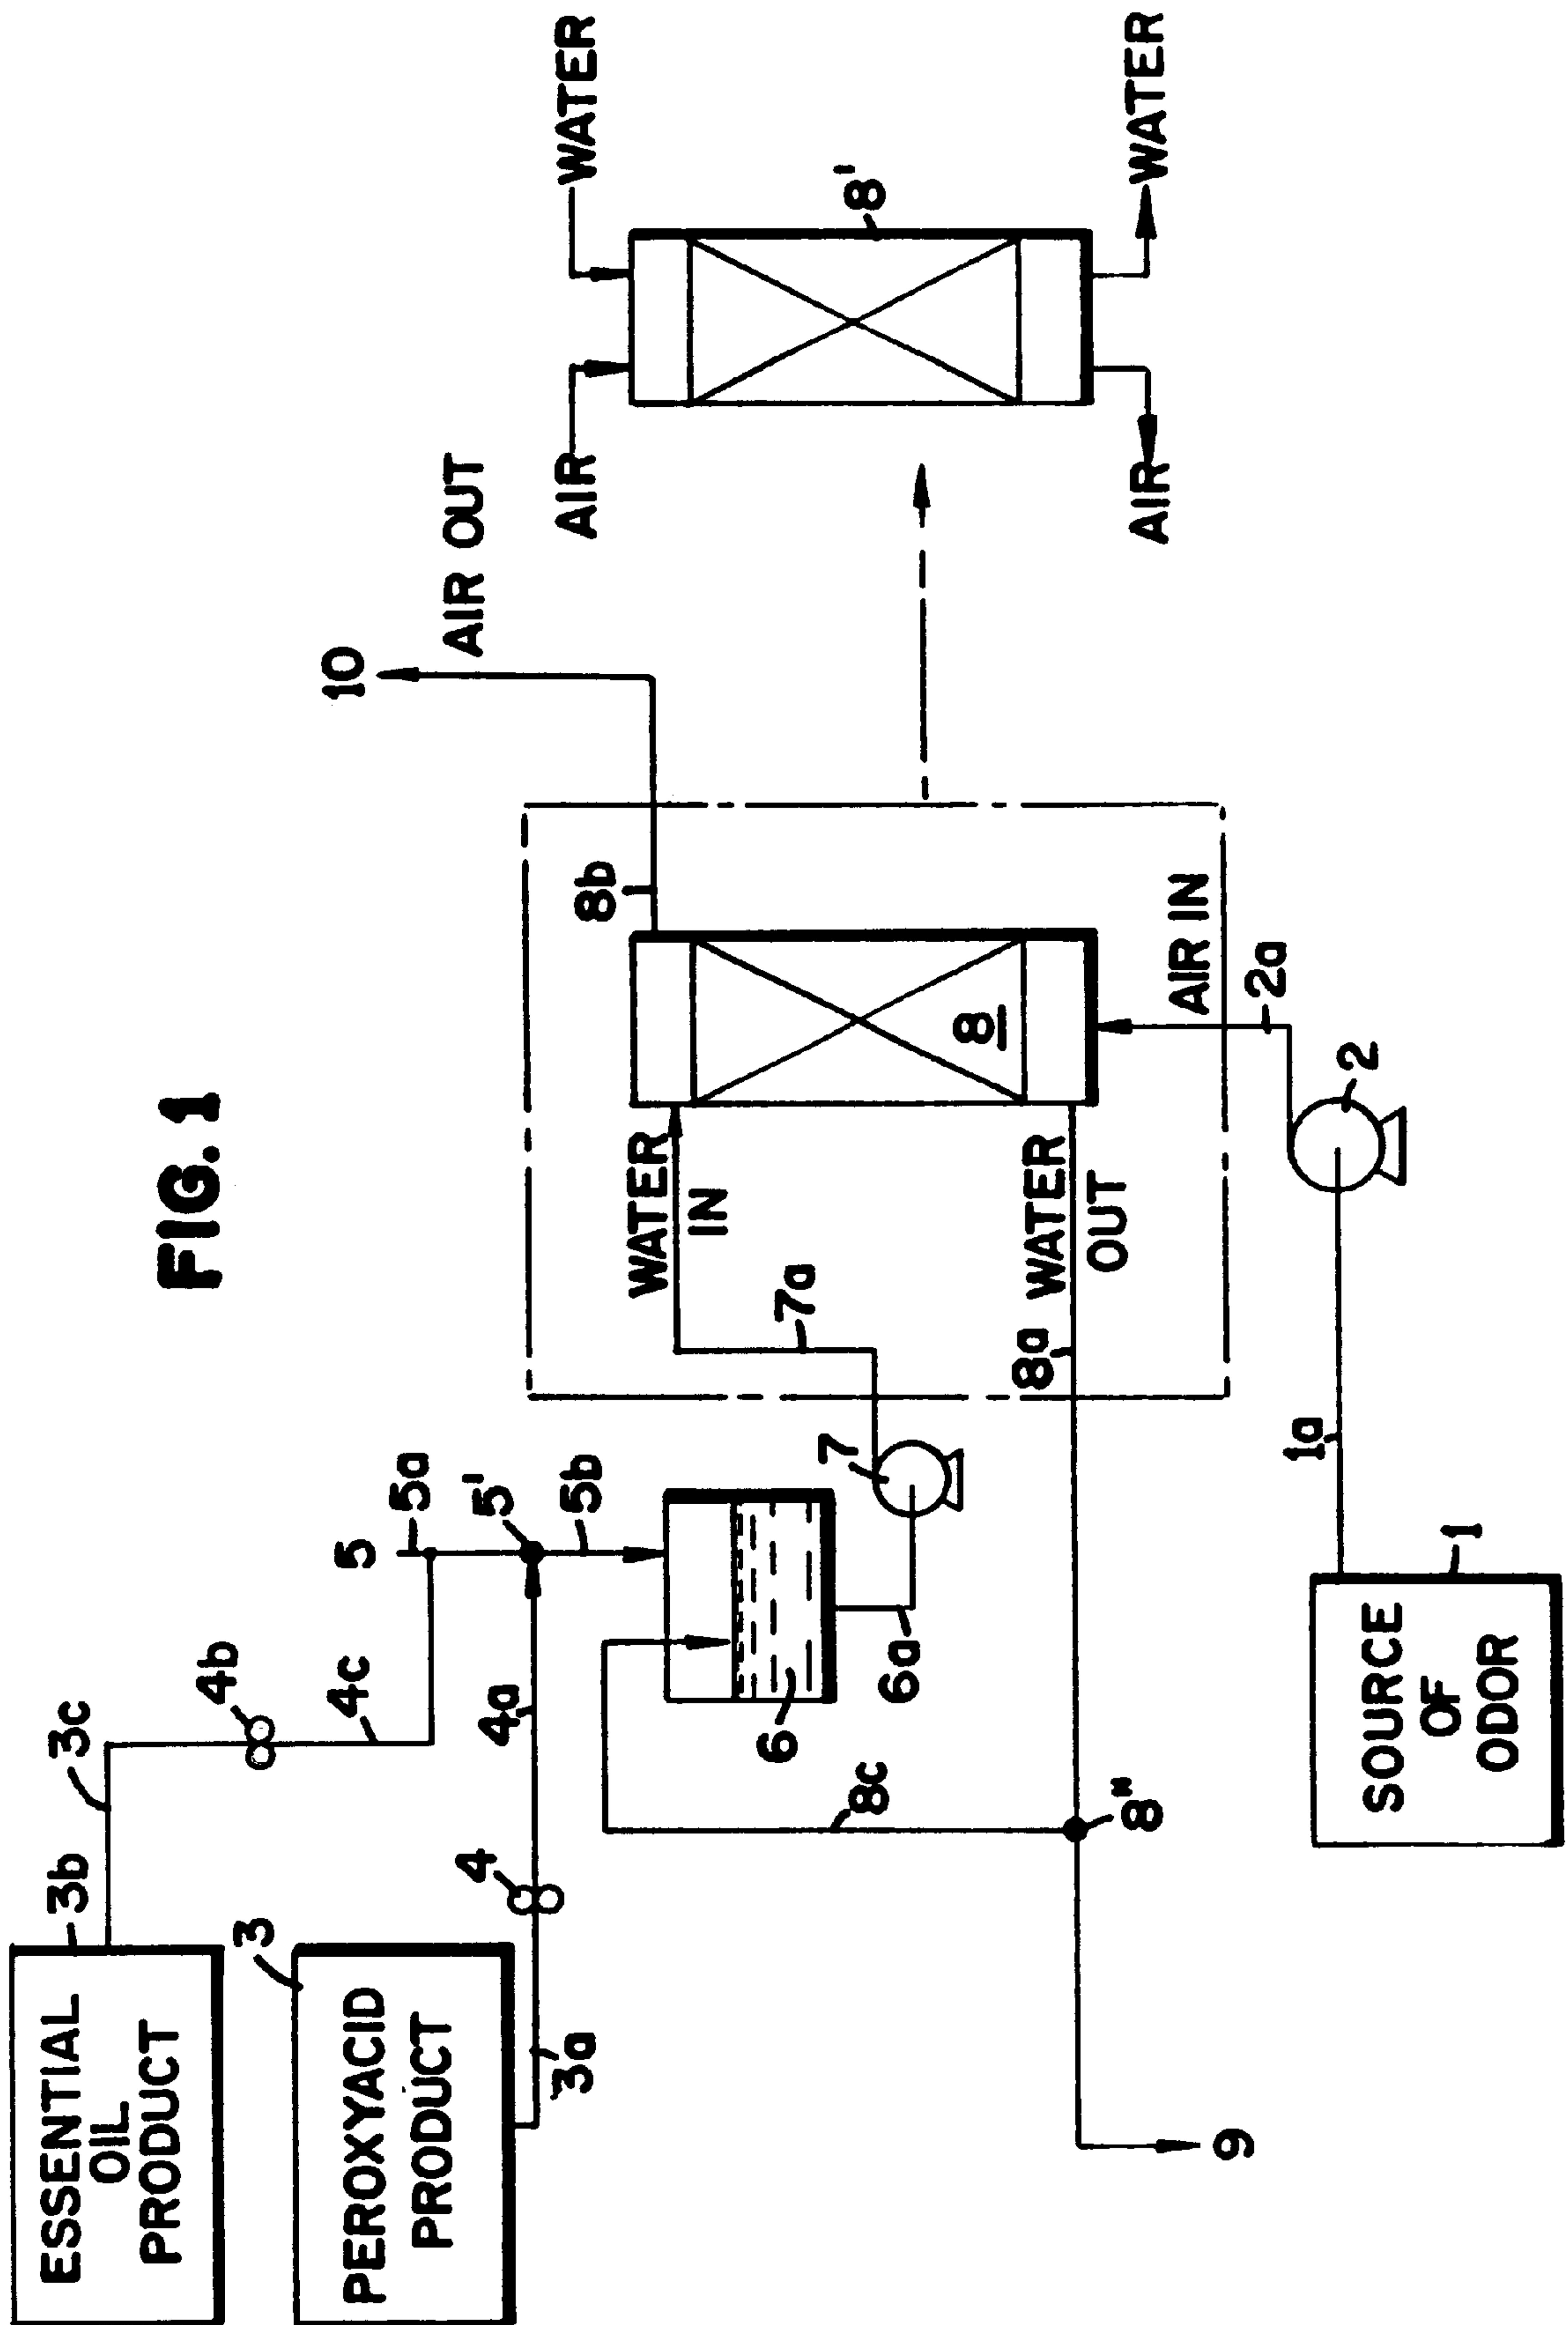 FIG. 1
ESSENTIAL
OIL
PRODUCT
3b
3c
4b
4c
PEROXYACID
PRODUCT
3
3a
4
4a
5
5a
5'
5b
6
6a
7
7a
WATER
IN
8
8b
10
AIR OUT
WATER
OUT
8a
8c
8"
9
AIR IN
2a
2
1a
1
SOURCE
OF
ODOR
AIR
WATER
8'
AIR
WATER